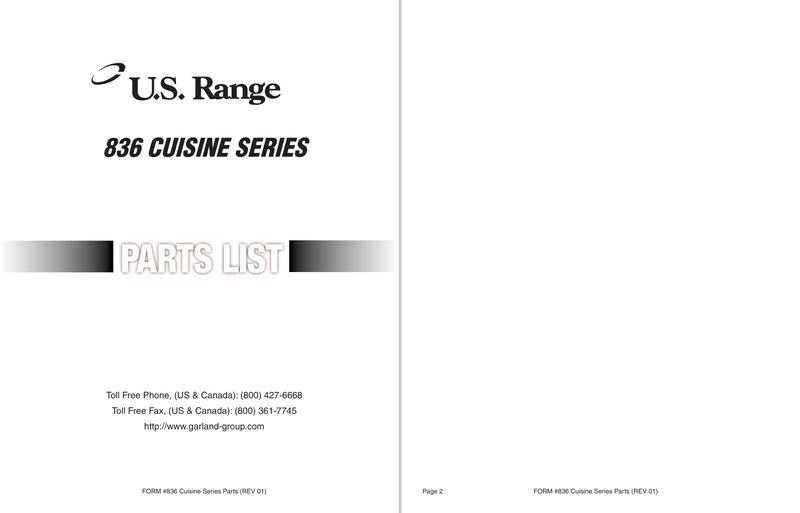 U.S. Range
836 CUISINE SERIES
PARTS LIST
Toll Free Phone, (US & Canada): (800) 427-6668
Toll Free Fax, (US & Canada): (800) 361-7745
http://www.garland-group.com
FORM #836 Cuisine Series Parts (REV 01)
Page 2
FORM #836 Cuisine Series Parts (REV 01)